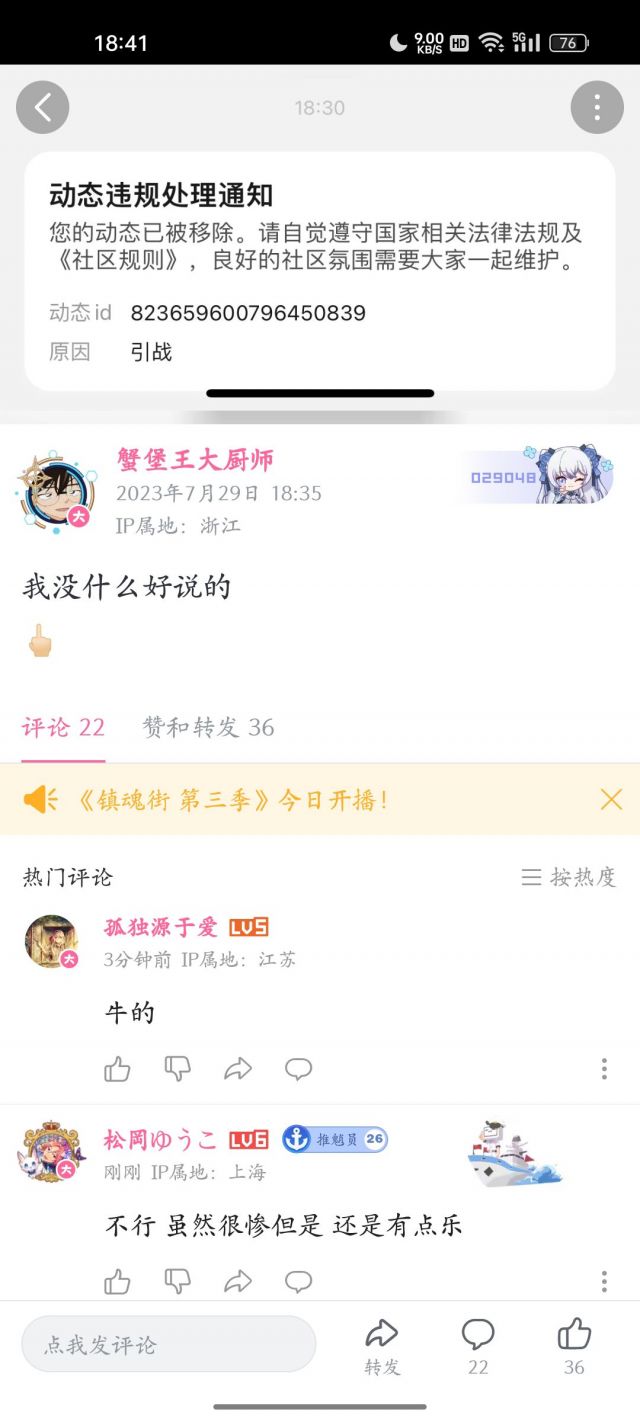 18:41
9.00
KB/S
HD
5G
76
18:30
动态违规处理通知
您的动态已被移除。请自觉遵守国家相关法律法规及
《社区规则》，良好的社区氛围需要大家一起维护。
动态id 823659600796450839
原因 引战
蟹堡王大厨师
2023年7月29日 18:35
IP属地：浙江
029048
大
我没什么好说的
评论 22 赞和转发 36
《镇魂街 第三季》今日开播！
热门评论 按热度
孤独源于爱 LV5
3分钟前 IP属地：江苏
大
牛的
松岡ゆうこ LV6 推勉员 26
刚刚 IP属地：上海
大
不行 虽然很惨但是 还是有点乐
点我发评论
转发 22 36